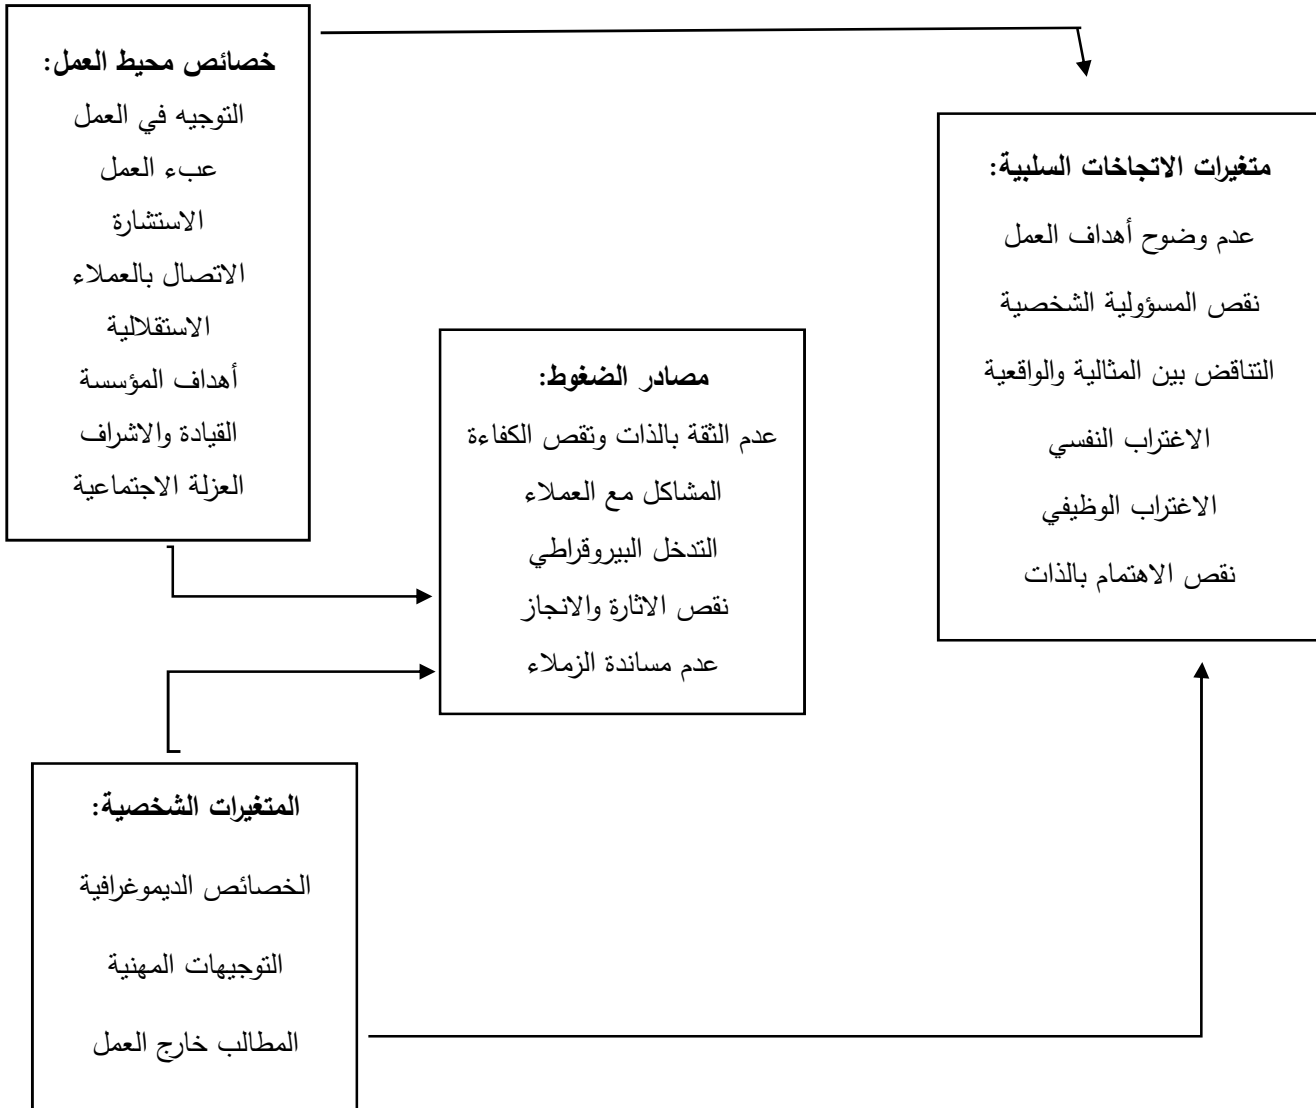 خصائص محيط العمل:
التوجيه في العمل
عبء العمل
الاستشارة
الاتصال بالعملاء
الاستقلالية
أهداف المؤسسة
القيادة والاشراف
العزلة الاجتماعية
متغيرات الاتجاخات السلبية:
عدم وضوح أهداف العمل
نقص المسؤولية الشخصية
التناقض بين المثالية والواقعية
الاغتراب النفسي
الاغتراب الوظيفي
نقص الاهتمام بالذات
مصادر الضغوط:
عدم الثقة بالذات وتقص الكفاءة
المشاكل مع العملاء
التدخل البيروقراطي
نقص الاثارة والانجاز
عدم مساندة الزملاء
المتغيرات الشخصية:
الخصائص الديموغرافية
التوجيهات المهنية
المطالب خارج العمل